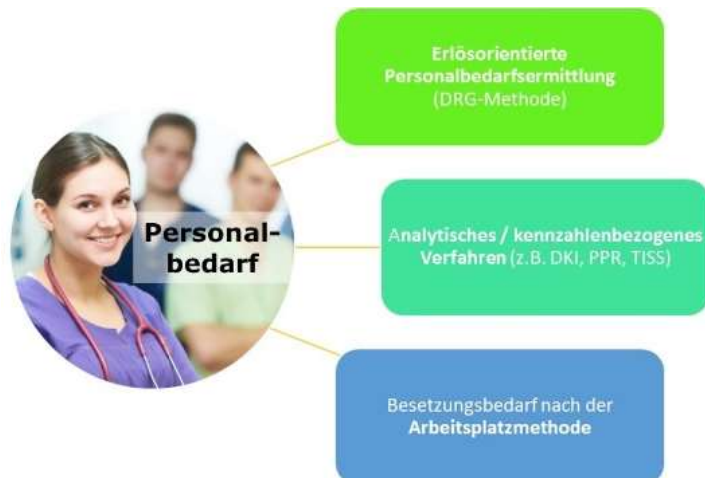 Erlösorientierte
Personalbedarfsermittlung
(DRG-Methode)
Personal-
bedarf
Analytisches / kennzahlenbezogenes
Verfahren (z.B. DKI, PPR, TISS)
Besetzungsbedarf nach der
Arbeitsplatzmethode